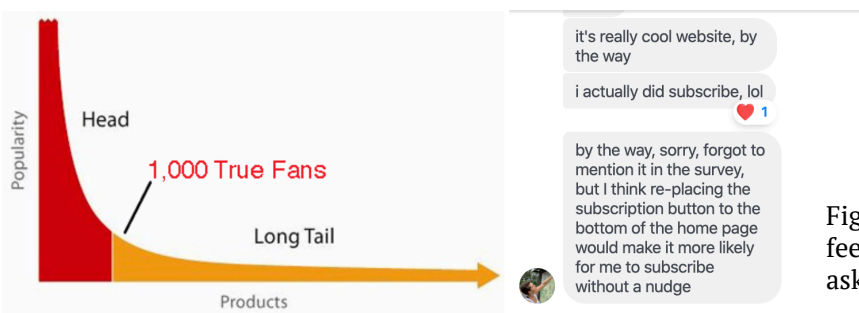 Popularity
Head
1,000 True Fans
Long Tail
Products
it's really cool website, by
the way
i actually did subscribe, lol
1
by the way, sorry, forgot to
mention it in the survey,
but I think re-placing the
subscription button to the
bottom of the home page
would make it more likely
for me to subscribe
without a nudge
Fig
fee
ask